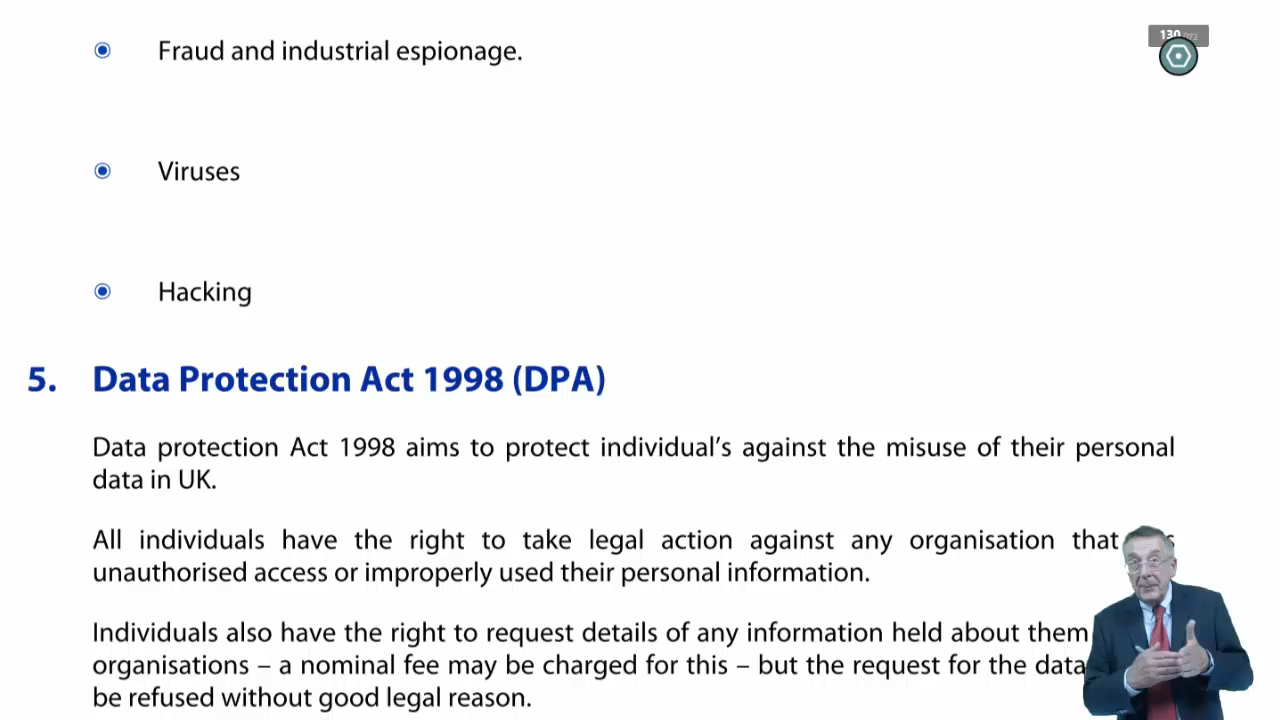 Fraud and industrial espionage.
130 /172
Viruses
Hacking
5. Data Protection Act 1998 (DPA)
Data protection Act 1998 aims to protect individual's against the misuse of their personal
data in UK.
All individuals have the right to take legal action against any organisation that
unauthorised access or improperly used their personal information.
Individuals also have the right to request details of any information held about them
organisations – a nominal fee may be charged for this – but the request for the data
be refused without good legal reason.